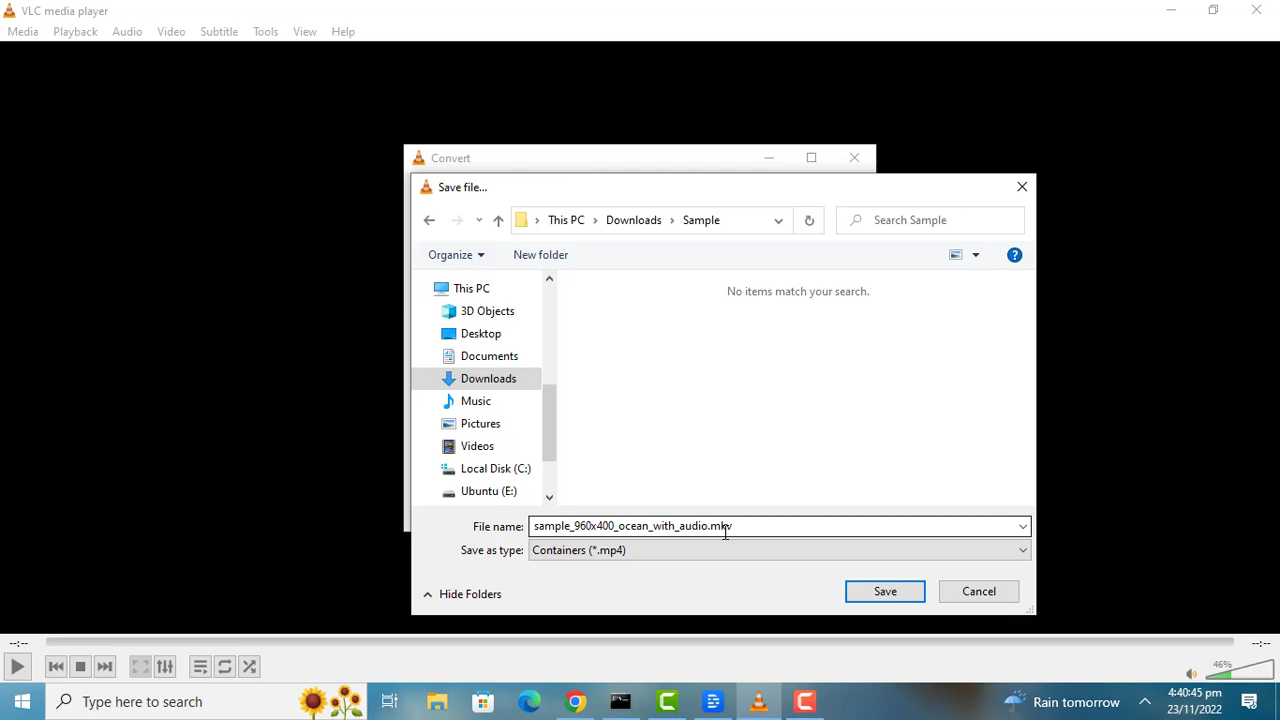 VLC media player
Media Playback Audio Video Subtitle Tools View Help
Convert
Save file...
This PC > Downloads > Sample
Search Sample
Organize New folder
This PC
3D Objects
Desktop
Documents
Downloads
Music
Pictures
Videos
Local Disk (C:)
Ubuntu (E:)
No items match your search.
File name: sample_960x400_ocean_with_audio.mkv
Save as type: Containers (*.mp4)
Hide Folders Save Cancel
--:-- --:--
46%
Type here to search
Rain tomorrow
4:40:45 pm
23/11/2022